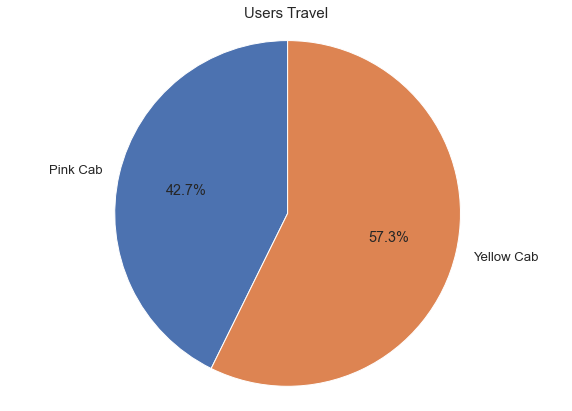 Users Travel
Pink Cab
42.7%
57.3%
Yellow Cab